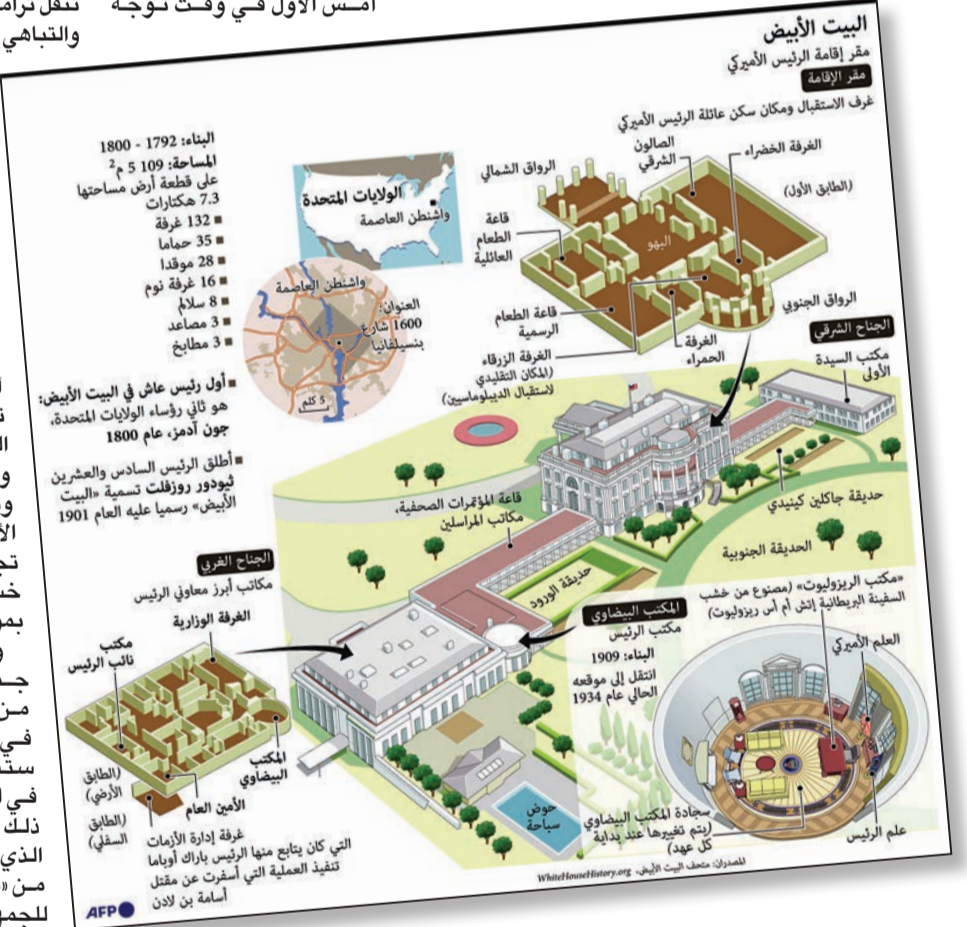 أمس الأول في وقت توجه
والتباهي
البيت الأبيض
مقر إقامة الرئيس الأميركي
مقر الإقامة
غرف الاستقبال ومكان سكن عائلة الرئيس الأميركي
الغرفة الخضراء
الصالون
الشرقي
الرواق الشمالي
(الطابق الأول)
قاعة
الطعام
العائلية
البهو
الرواق الجنوبي
قاعة الطعام
الرسمية
الغرفة
الحمراء
الغرفة الزرقاء
(المكان التقليدي
لاستقبال الديبلوماسيين)
البناء: 1792 - 1800
المساحة: 109 5 م2
على قطعة أرض مساحتها
7.3 هكتارات
132 غرفة
35 حماما
28 موقدا
16 غرفة نوم
8 سلالم
3 مصاعد
3 مطابخ
الولايات المتحدة
واشنطن العاصمة
واشنطن العاصمة
العنوان:
1600 شارع
بنسيلفانيا
5 كلم
أول رئيس عاش في البيت الأبيض:
هو ثاني رؤساء الولايات المتحدة،
جون آدمز، عام 1800
أطلق الرئيس السادس والعشرين
ثيودور روزفلت تسمية «البيت
الأبيض» رسميا عليه العام 1901
الجناح الشرقي
مكتب السيدة
الأولى
حديقة جاكلين كينيدي
الحديقة الجنوبية
قاعة المؤتمرات الصحفية،
مكاتب المراسلين
حديقة الورود
الجناح الغربي
مكاتب أبرز معاوني الرئيس
الغرفة الوزارية
مكتب
نائب الرئيس
المكتب
البيضاوي
(الطابق
الأرضي)
الأمين العام
(الطابق
السفلي)
غرفة إدارة الأزمات
التي كان يتابع منها الرئيس باراك أوباما
تنفيذ العملية التي أسفرت عن مقتل
أسامة بن لادن
المكتب البيضاوي
مكتب الرئيس
البناء: 1909
انتقل إلى موقعه
الحالي عام 1934
«مكتب الريزوليوت» (مصنوع من خشب
السفينة البريطانية إتش أم أس ريزوليوت)
العلم الأميركي
علم الرئيس
سجادة المكتب البيضاوي
(يتم تغييرها عند بداية
كل عهد)
حوض
سباحة
المصدران: متحف البيت الأبيض، WhiteHouseHistory.org
AFP